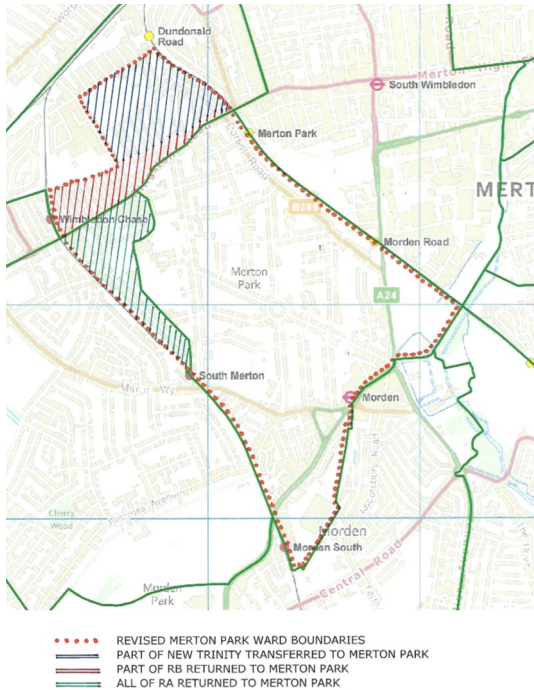 Dundonald
Road
Merton High
South Wimbledon
Merton Park
MERT
Wimbledon Chase
Merton
Park
Morden Road
A24
South Merton
Morden
Cherry
Wood
Morden
Morden South
Central Road
Morden
Park
REVISED MERTON PARK WARD BOUNDARIES
PART OF NEW TRINITY TRANSFERRED TO MERTON PARK
PART OF RB RETURNED TO MERTON PARK
ALL OF RA RETURNED TO MERTON PARK